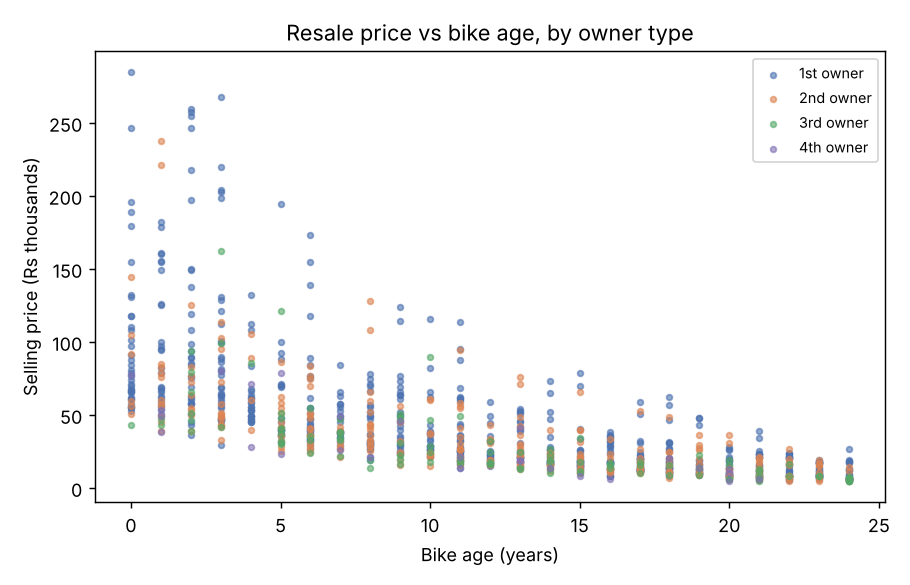 Resale price vs bike age, by owner type
1st owner
2nd owner
3rd owner
4th owner
Selling price (Rs thousands)
250
200
150
100
50
0
0 5 10 15 20 25
Bike age (years)